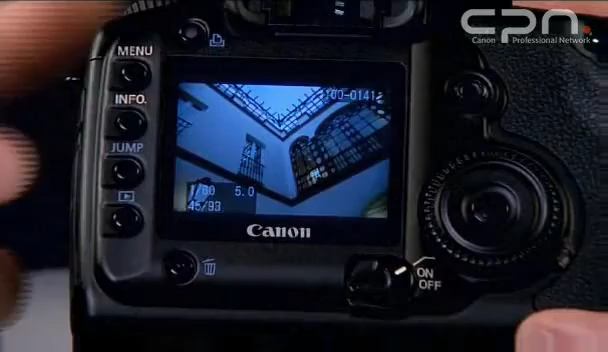 CPN
Canon Professional Network
MENU
INFO.
JUMP
100-0141
1/60 5.0
45/93
Canon
ON
OFF